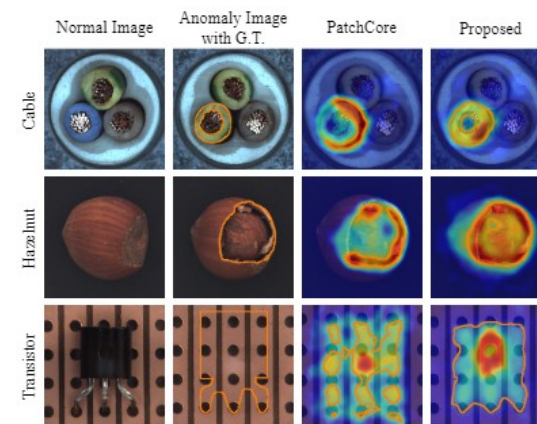 Normal Image
Anomaly Image
with G.T.
PatchCore
Proposed
Cable
Hazelnut
Transistor